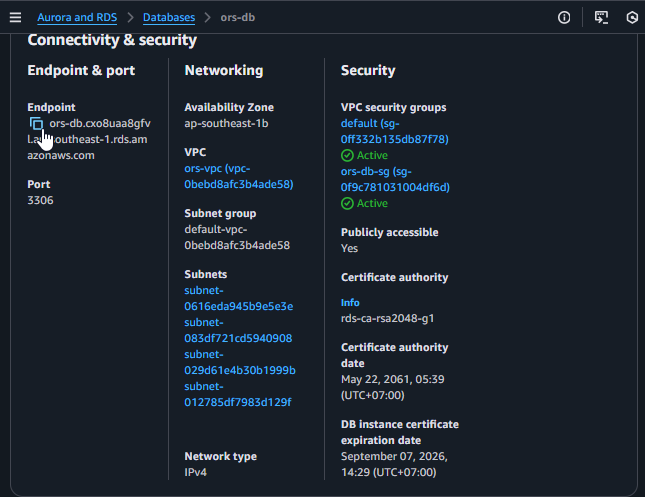 Aurora and RDS > Databases > ors-db
Connectivity & security
Endpoint & port
Endpoint
ors-db.cxo8uaa8gfv
outheast-1.rds.am
azonaws.com
Port
3306
Networking
Availability Zone
ap-southeast-1b
VPC
ors-vpc (vpc-
0bebd8afc3b4ade58)
Subnet group
default-vpc-
0bebd8afc3b4ade58
Subnets
subnet-
0616eda945b9e5e3e
subnet-
083df721cd5940908
subnet-
029d61e4b30b1999b
subnet-
012785df7983d129f
Network type
IPv4
Security
VPC security groups
default (sg-
0ff332b135db87f78)
Active
ors-db-sg (sg-
0f9c781031004df6d)
Active
Publicly accessible
Yes
Certificate authority
Info
rds-ca-rsa2048-g1
Certificate authority
date
May 22, 2061, 05:39
(UTC+07:00)
DB instance certificate
expiration date
September 07, 2026,
14:29 (UTC+07:00)